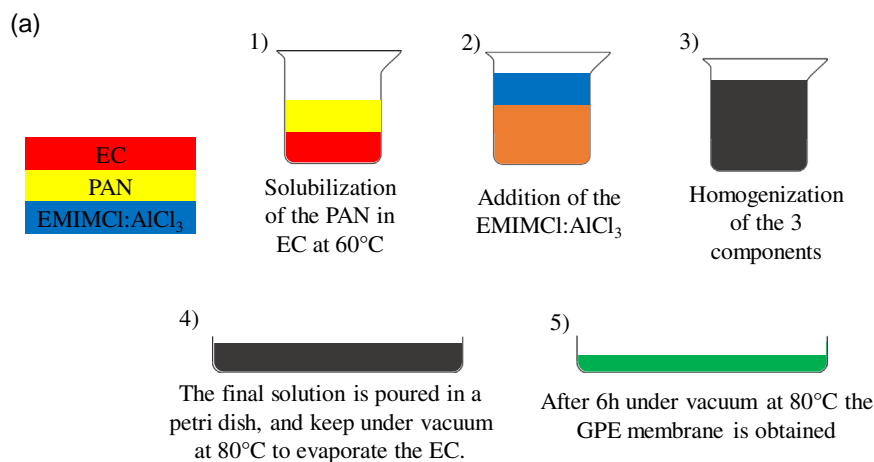 (a)
EC
PAN
EMIMCl:AlCl₃
1)
Solubilization
of the PAN in
EC at 60°C
2)
Addition of the
EMIMCl:AlCl₃
3)
Homogenization
of the 3
components
4)
The final solution is poured in a
petri dish, and keep under vacuum
at 80°C to evaporate the EC.
5)
After 6h under vacuum at 80°C the
GPE membrane is obtained